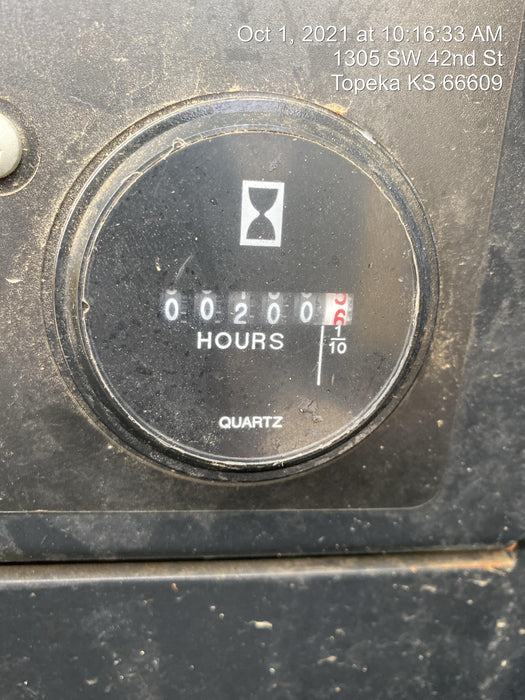 Oct 1, 2021 at 10:16:33 AM
1305 SW 42nd St
Topeka KS 66609
00200
HOURS
1/10
QUARTZ